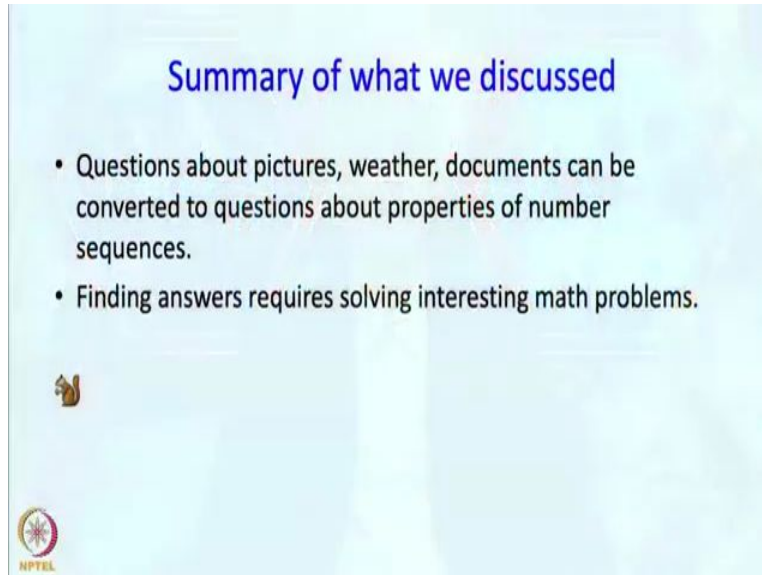 Summary of what we discussed
• Questions about pictures, weather, documents can be
converted to questions about properties of number
sequences.
• Finding answers requires solving interesting math problems.
NPTEL